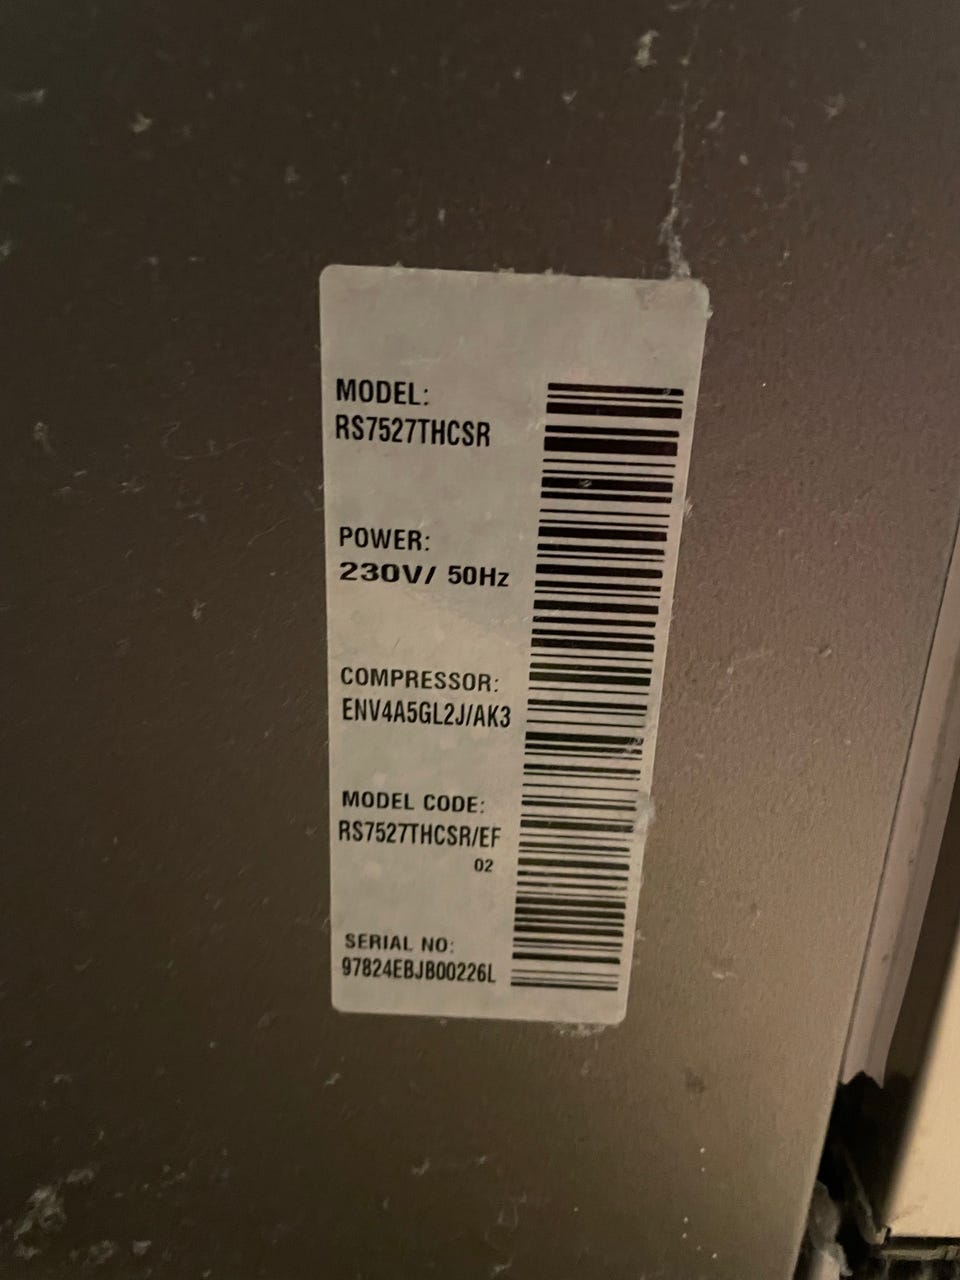 MODEL:
RS7527THCSR
POWER:
230V/ 50Hz
COMPRESSOR:
ENV4A5GL2J/AK3
MODEL CODE:
RS7527THCSR/EF
02
SERIAL NO:
97824EBJB00226L